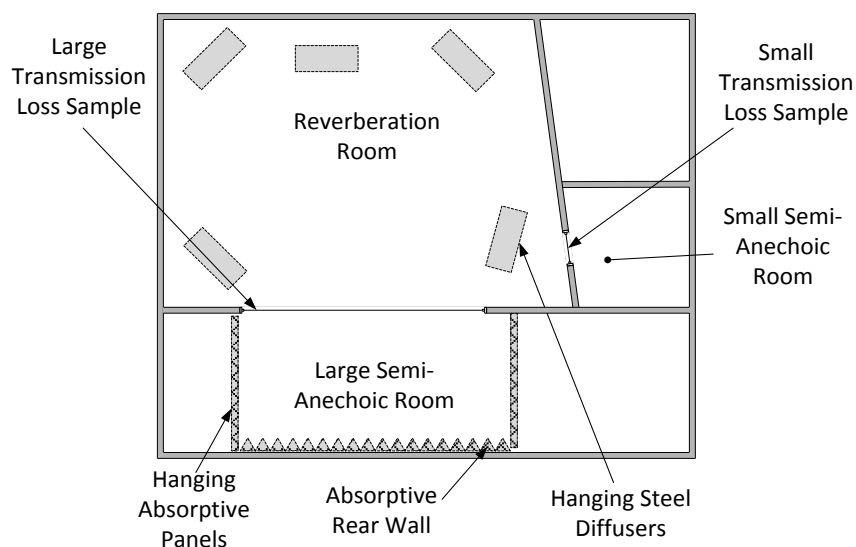 Large
Transmission
Loss Sample
Small
Transmission
Loss Sample
Reverberation
Room
Small Semi-
Anechoic
Room
Large Semi-
Anechoic Room
Hanging
Absorptive
Panels
Absorptive
Rear Wall
Hanging Steel
Diffusers